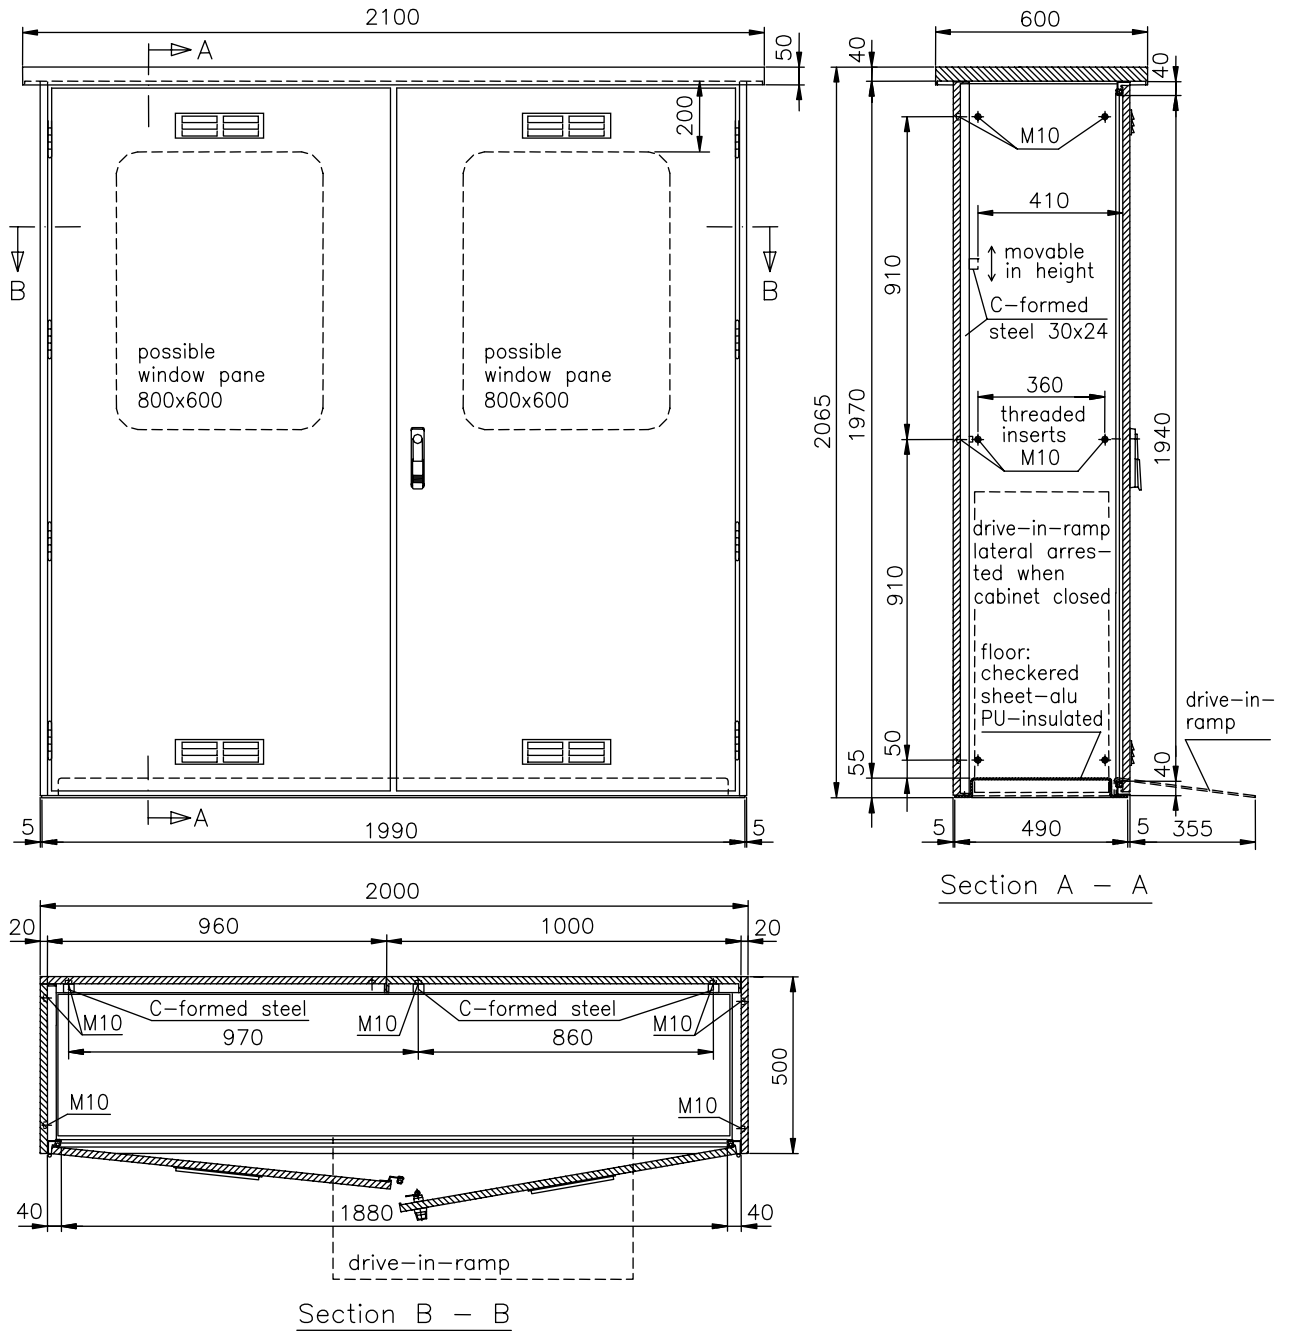 2100
A
50
200
possible
window pane
800x600
possible
window pane
800x600
B
B
A
5
1990
5
600
40
40
M10
410
movable
in height
C-formed
steel 30x24
910
360
threaded
inserts
M10
2065
1970
1940
drive-in-ramp
lateral arres-
ted when
cabinet closed
910
floor:
checkered
sheet-alu
PU-insulated
drive-in-
ramp
55
50
40
5
490
5
355
Section A - A
2000
20
960
1000
20
C-formed steel
C-formed steel
M10
M10
M10
970
860
500
M10
M10
40
1880
40
drive-in-ramp
Section B - B